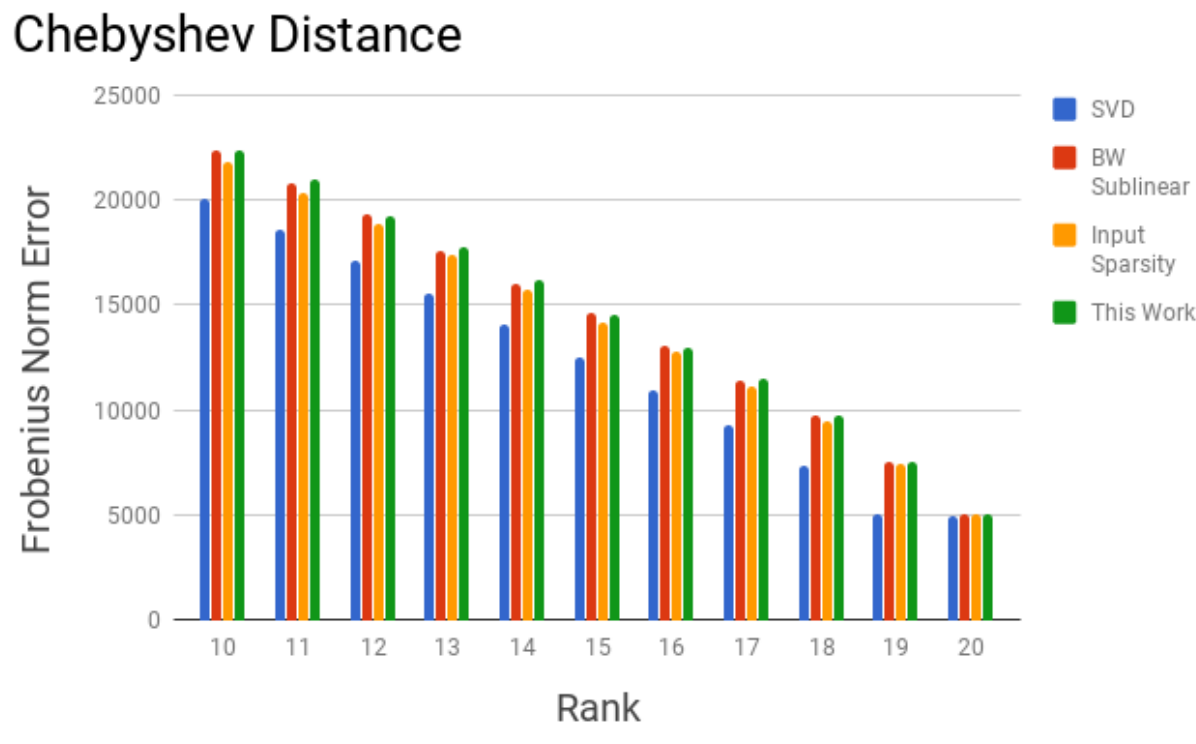 Chebyshev Distance
Frobenius Norm Error
25000
20000
15000
10000
5000
0
10 11 12 13 14 15 16 17 18 19 20
Rank
SVD
BW
Sublinear
Input
Sparsity
This Work